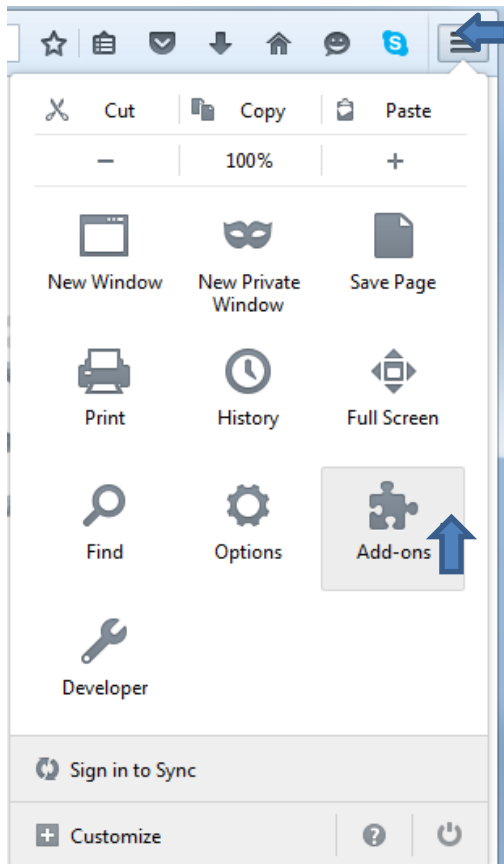 Cut Copy Paste
100%
New Window New Private Window Save Page
Print History Full Screen
Find Options Add-ons
Developer
Sign in to Sync
Customize